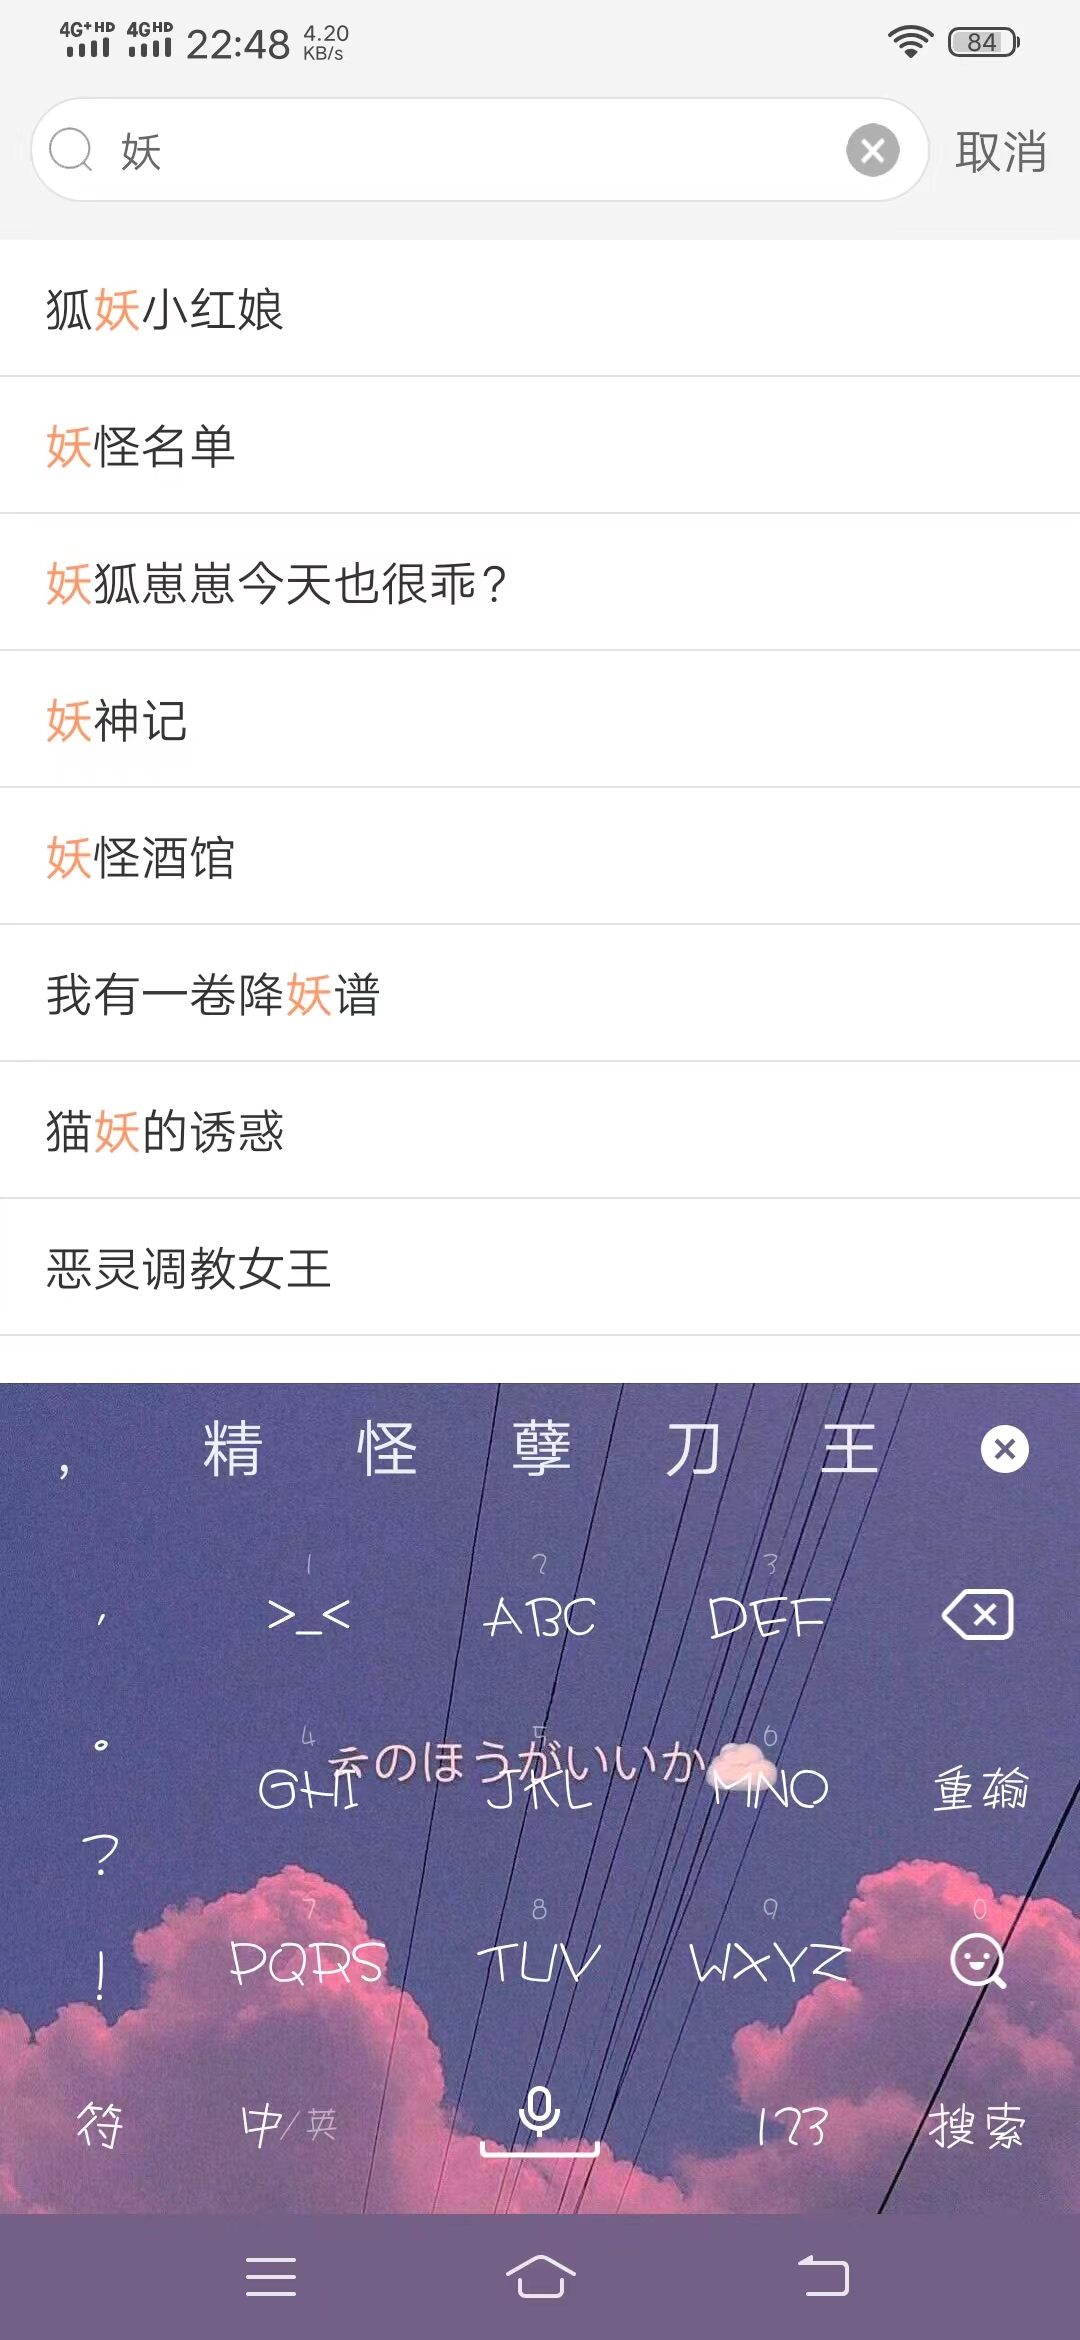 4G+HD 4GHD 22:48 4.20 KB/s 84
妖 取消
狐妖小红娘
妖怪名单
妖狐崽崽今天也很乖?
妖神记
妖怪酒馆
我有一卷降妖谱
猫妖的诱惑
恶灵调教女王
， 精 怪 孽 刀 王
1 2 3
, >_< ABC DEF
4 5 6
云のほうがいいか
。 GHI JKL MNO 重输
?
7 8 9 0
! PQRS TUV WXYZ
符 中/英 123 搜索